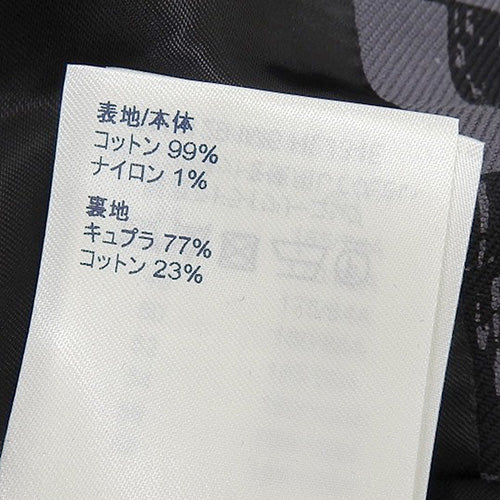 表地/本体
コットン 99%
ナイロン 1%
裏地
キュプラ 77%
コットン 23%